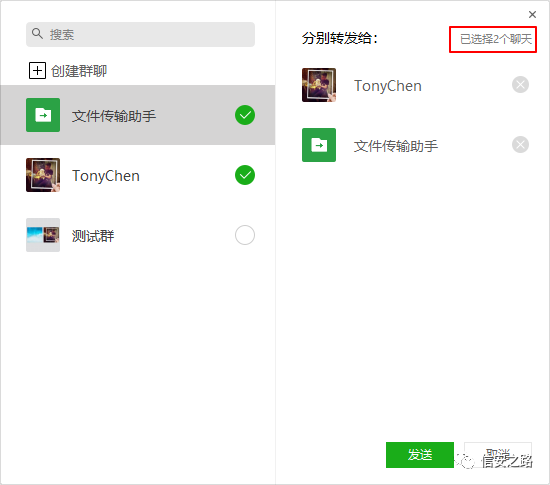 搜索
创建群聊
文件传输助手
TonyChen
测试群
分别转发给：
已选择2个聊天
TonyChen
文件传输助手
发送
取消
信安之路